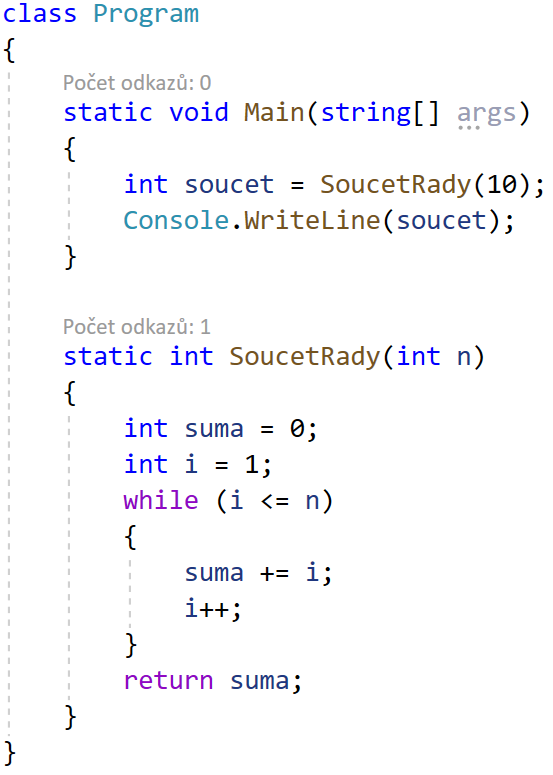 class Program
{
Počet odkazů: 0
static void Main(string[] args)
{
int soucet = SoucetRady(10);
Console.WriteLine(soucet);
}
Počet odkazů: 1
static int SoucetRady(int n)
{
int suma = 0;
int i = 1;
while (i <= n)
{
suma += i;
i++;
}
return suma;
}
}